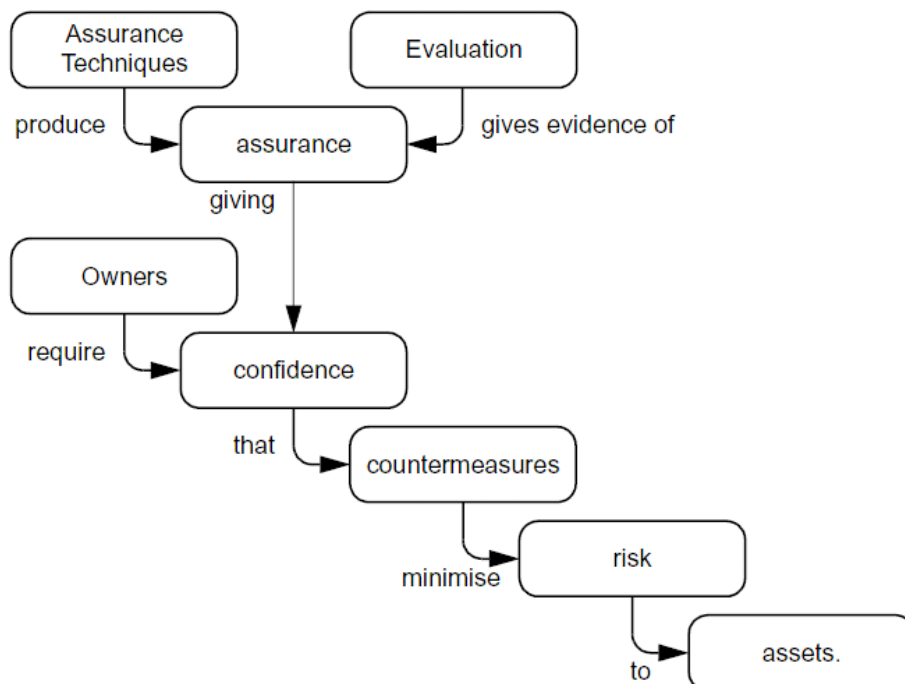 Assurance
Techniques
Evaluation
produce
gives evidence of
assurance
giving
Owners
require
confidence
that
countermeasures
minimise
risk
to
assets.